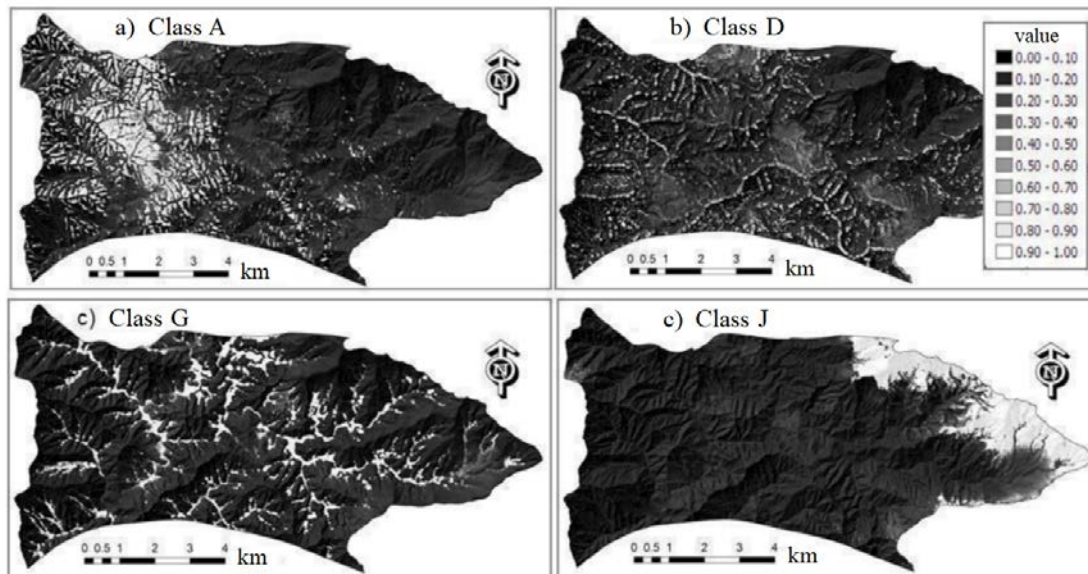 a) Class A
N
0 0.5 1 2 3 4 km
b) Class D
N
value
0.00 - 0.10
0.10 - 0.20
0.20 - 0.30
0.30 - 0.40
0.40 - 0.50
0.50 - 0.60
0.60 - 0.70
0.70 - 0.80
0.80 - 0.90
0.90 - 1.00
0 0.5 1 2 3 4 km
c) Class G
N
0 0.5 1 2 3 4 km
c) Class J
N
0 0.5 1 2 3 4 km